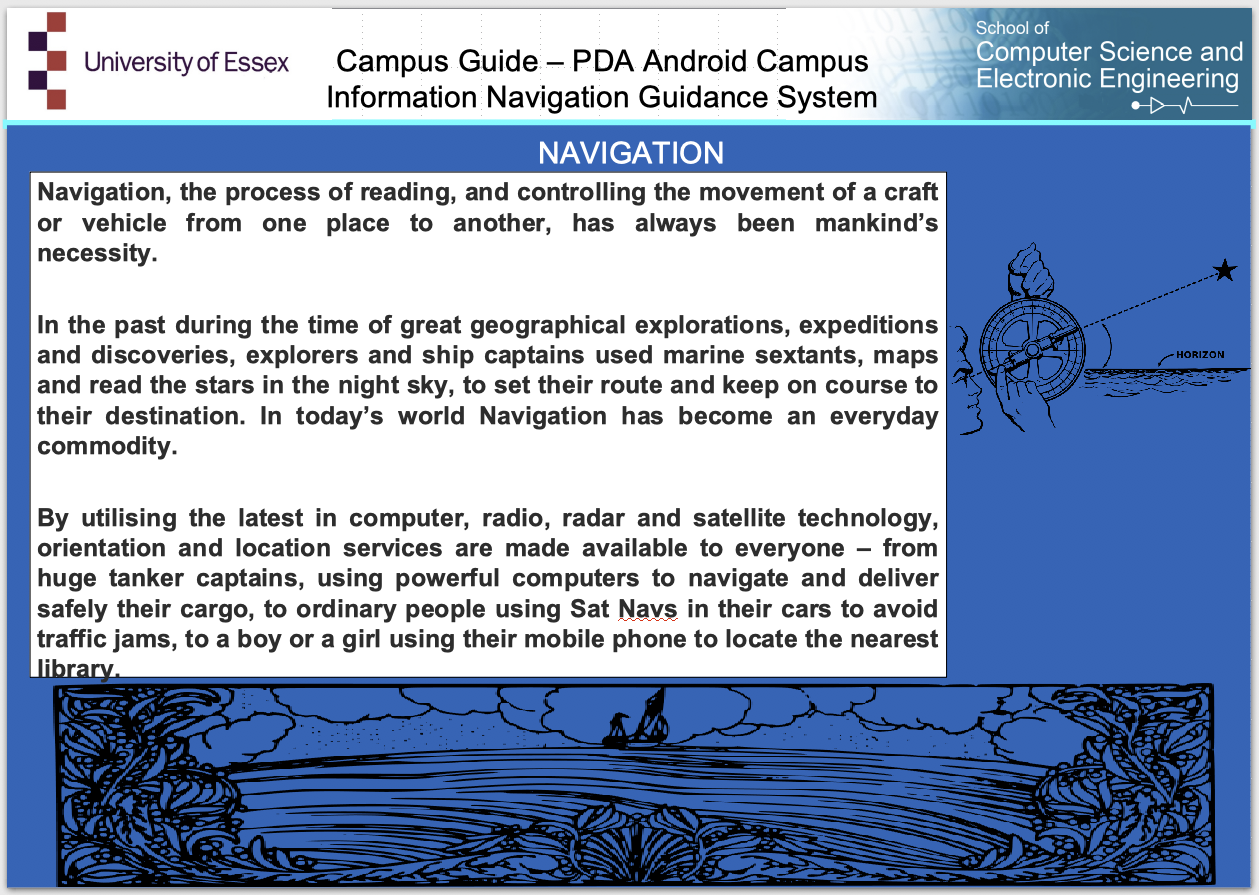 University of Essex
Campus Guide – PDA Android Campus
Information Navigation Guidance System
School of
Computer Science and
Electronic Engineering
NAVIGATION
Navigation, the process of reading, and controlling the movement of a craft
or vehicle from one place to another, has always been mankind’s
necessity.
In the past during the time of great geographical explorations, expeditions
and discoveries, explorers and ship captains used marine sextants, maps
and read the stars in the night sky, to set their route and keep on course to
their destination. In today’s world Navigation has become an everyday
commodity.
By utilising the latest in computer, radio, radar and satellite technology,
orientation and location services are made available to everyone – from
huge tanker captains, using powerful computers to navigate and deliver
safely their cargo, to ordinary people using Sat Navs in their cars to avoid
traffic jams, to a boy or a girl using their mobile phone to locate the nearest
library.
HORIZON